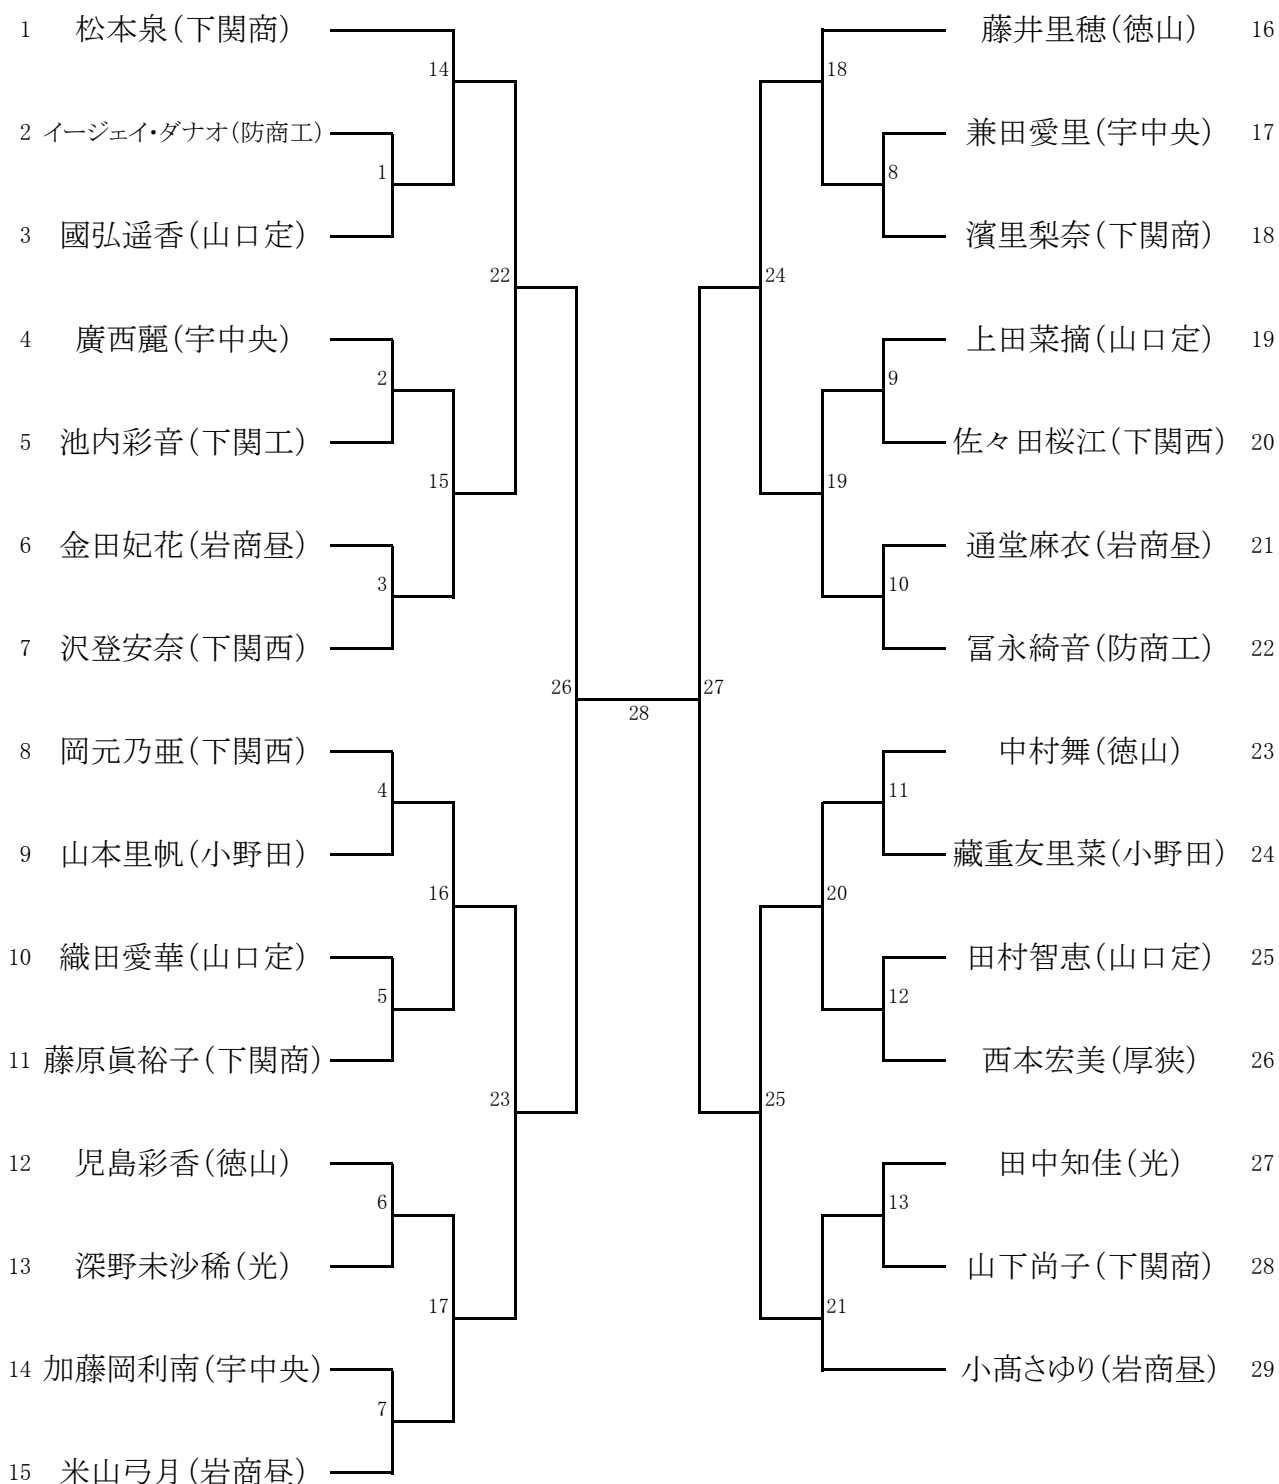 1 松本泉(下関商)
2 イージェイ・ダナオ(防商工)
3 國弘遥香(山口定)
4 廣西麗(宇中央)
5 池内彩音(下関工)
6 金田妃花(岩商昼)
7 沢登安奈(下関西)
8 岡元乃亜(下関西)
9 山本里帆(小野田)
10 織田愛華(山口定)
11 藤原眞裕子(下関商)
12 児島彩香(徳山)
13 深野未沙稀(光)
14 加藤岡利南(宇中央)
15 米山弓月(岩商昼)
1
2
3
4
5
6
7
14
15
16
17
22
23
26
28
27
24
25
18
19
20
21
8
9
10
11
12
13
藤井里穂(徳山) 16
兼田愛里(宇中央) 17
濱里梨奈(下関商) 18
上田菜摘(山口定) 19
佐々田桜江(下関西) 20
通堂麻衣(岩商昼) 21
冨永綺音(防商工) 22
中村舞(徳山) 23
藏重友里菜(小野田) 24
田村智恵(山口定) 25
西本宏美(厚狭) 26
田中知佳(光) 27
山下尚子(下関商) 28
小髙さゆり(岩商昼) 29